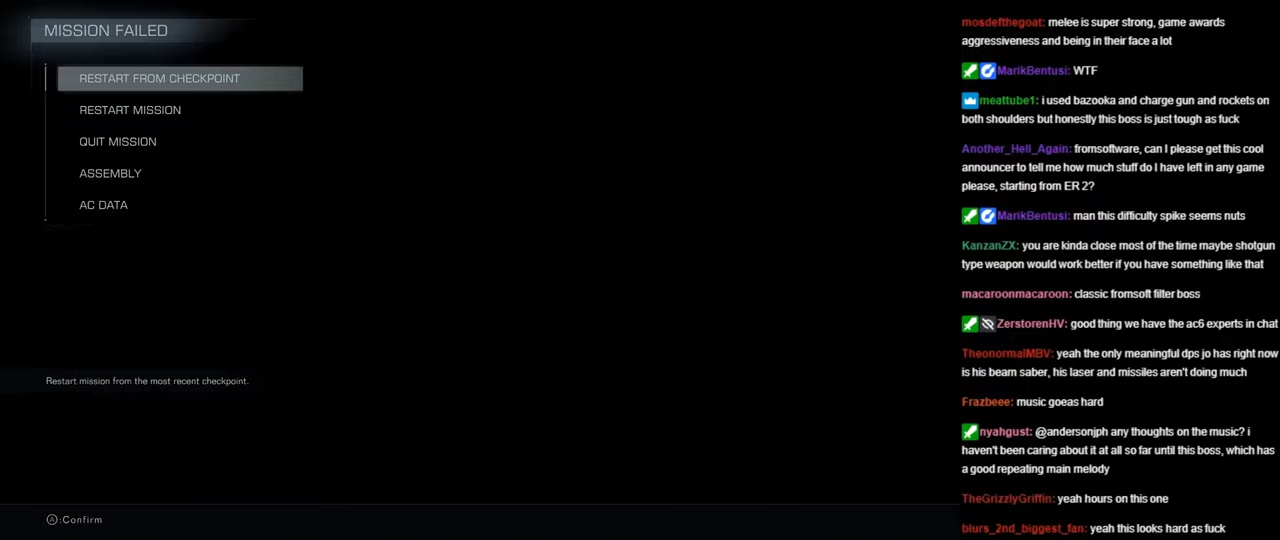 MISSION FAILED
RESTART FROM CHECKPOINT
RESTART MISSION
QUIT MISSION
ASSEMBLY
AC DATA
Restart mission from the most recent checkpoint.
A:Confirm
mosdefthegoat: melee is super strong, game awards
aggressiveness and being in their face a lot
MarikBentusi: WTF
meattube1: i used bazooka and charge gun and rockets on
both shoulders but honestly this boss is just tough as fuck
Another_Hell_Again: fromsoftware, can I please get this cool
announcer to tell me how much stuff do I have left in any game
please, starting from ER 2?
MarikBentusi: man this difficulty spike seems nuts
KanzanZX: you are kinda close most of the time maybe shotgun
type weapon would work better if you have something like that
macaroonmacaroon: classic fromsoft filter boss
ZerstorenHV: good thing we have the ac6 experts in chat
TheonormalMBV: yeah the only meaningful dps jo has right now
is his beam saber, his laser and missiles aren't doing much
Frazbeee: music goeas hard
nyahgust: @andersonjph any thoughts on the music? i
haven't been caring about it at all so far until this boss, which has
a good repeating main melody
TheGrizzlyGriffin: yeah hours on this one
blurs_2nd_biggest_fan: yeah this looks hard as fuck